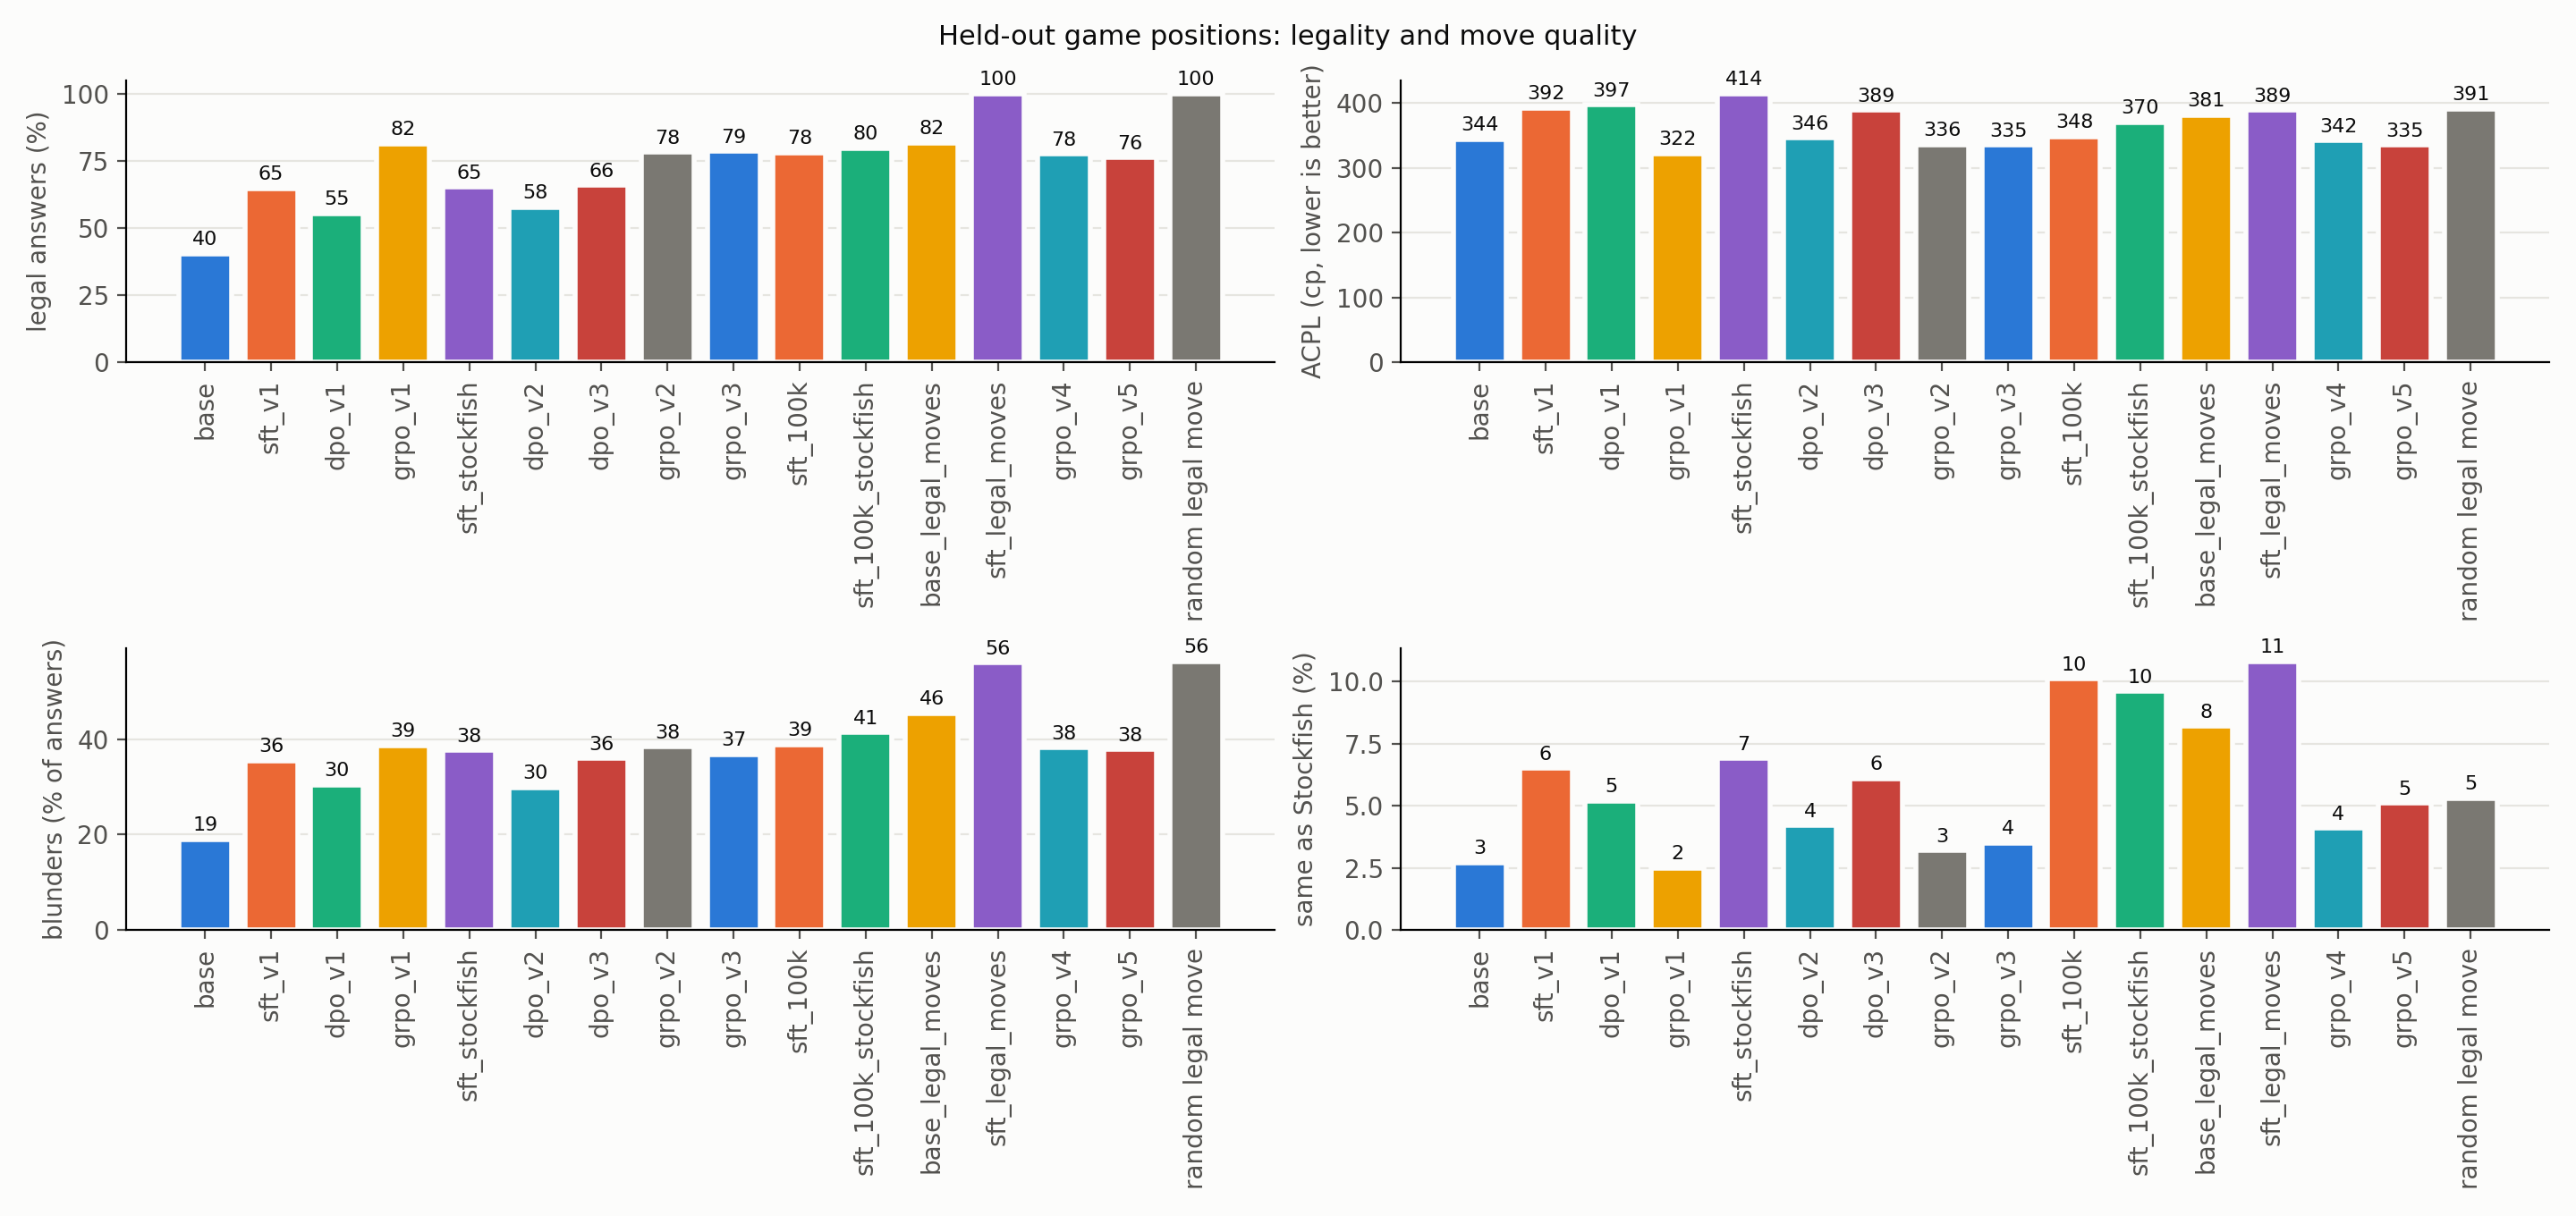 Held-out game positions: legality and move quality
legal answers (%)
100
75
50
25
0
40
65
55
82
65
58
66
78
79
78
80
82
100
78
76
100
base
sft_v1
dpo_v1
grpo_v1
sft_stockfish
dpo_v2
dpo_v3
grpo_v2
grpo_v3
sft_100k
sft_100k_stockfish
base_legal_moves
sft_legal_moves
grpo_v4
grpo_v5
random legal move
ACPL (cp, lower is better)
400
300
200
100
0
344
392
397
322
414
346
389
336
335
348
370
381
389
342
335
391
base
sft_v1
dpo_v1
grpo_v1
sft_stockfish
dpo_v2
dpo_v3
grpo_v2
grpo_v3
sft_100k
sft_100k_stockfish
base_legal_moves
sft_legal_moves
grpo_v4
grpo_v5
random legal move
blunders (% of answers)
40
20
0
19
36
30
39
38
30
36
38
37
39
41
46
56
38
38
56
base
sft_v1
dpo_v1
grpo_v1
sft_stockfish
dpo_v2
dpo_v3
grpo_v2
grpo_v3
sft_100k
sft_100k_stockfish
base_legal_moves
sft_legal_moves
grpo_v4
grpo_v5
random legal move
same as Stockfish (%)
10.0
7.5
5.0
2.5
0.0
3
6
5
2
7
4
6
3
4
10
10
8
11
4
5
5
base
sft_v1
dpo_v1
grpo_v1
sft_stockfish
dpo_v2
dpo_v3
grpo_v2
grpo_v3
sft_100k
sft_100k_stockfish
base_legal_moves
sft_legal_moves
grpo_v4
grpo_v5
random legal move